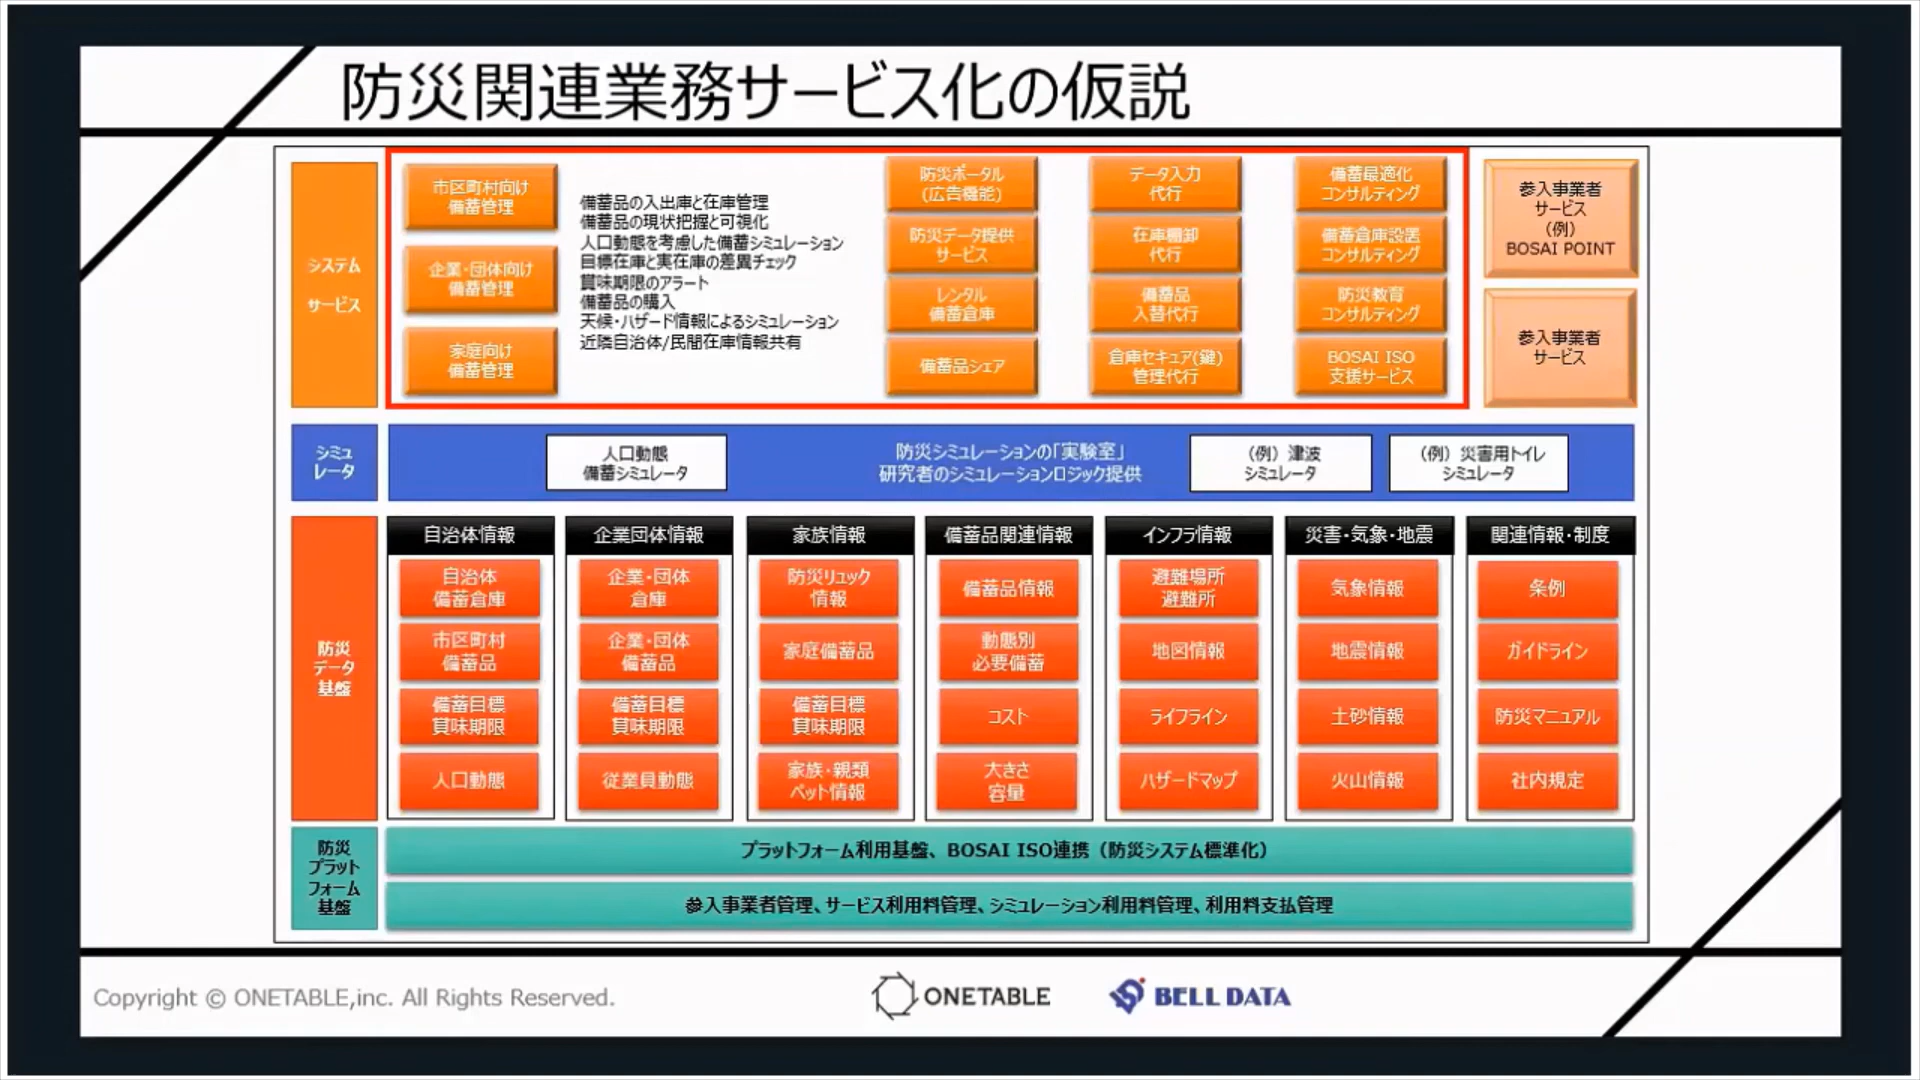 防災関連業務サービス化の仮説
システム
サービス
市区町村向け
備蓄管理
企業・団体向け
備蓄管理
家庭向け
備蓄管理
備蓄品の入出庫と在庫管理
備蓄品の現状把握と可視化
人口動態を考慮した備蓄シミュレーション
目標在庫と実在庫の差異チェック
賞味期限のアラート
備蓄品の購入
天候・ハザード情報によるシミュレーション
近隣自治体/民間在庫情報共有
防災ポータル
(広告機能)
防災データ提供
サービス
レンタル
備蓄倉庫
備蓄品シェア
データ入力
代行
在庫棚卸
代行
備蓄品
入替代行
倉庫セキュア(鍵)
管理代行
備蓄最適化
コンサルティング
備蓄倉庫設置
コンサルティング
防災教育
コンサルティング
BOSAI ISO
支援サービス
参入事業者
サービス
(例)
BOSAI POINT
参入事業者
サービス
シミュ
レータ
人口動態
備蓄シミュレータ
防災シミュレーションの「実験室」
研究者のシミュレーションロジック提供
（例）津波
シミュレータ
（例）災害用トイレ
シミュレータ
防災
データ
基盤
自治体情報
自治体
備蓄倉庫
市区町村
備蓄品
備蓄目標
賞味期限
人口動態
企業団体情報
企業・団体
倉庫
企業・団体
備蓄品
備蓄目標
賞味期限
従業員動態
家族情報
防災リュック
情報
家庭備蓄品
備蓄目標
賞味期限
家族・親類
ペット情報
備蓄品関連情報
備蓄品情報
動態別
必要備蓄
コスト
大きさ
容量
インフラ情報
避難場所
避難所
地図情報
ライフライン
ハザードマップ
災害・気象・地震
気象情報
地震情報
土砂情報
火山情報
関連情報・制度
条例
ガイドライン
防災マニュアル
社内規定
防災
プラット
フォーム
基盤
プラットフォーム利用基盤、BOSAI ISO連携（防災システム標準化）
参入事業者管理、サービス利用料管理、シミュレーション利用料管理、利用料支払管理
Copyright © ONETABLE,inc. All Rights Reserved.
ONETABLE
BELL DATA